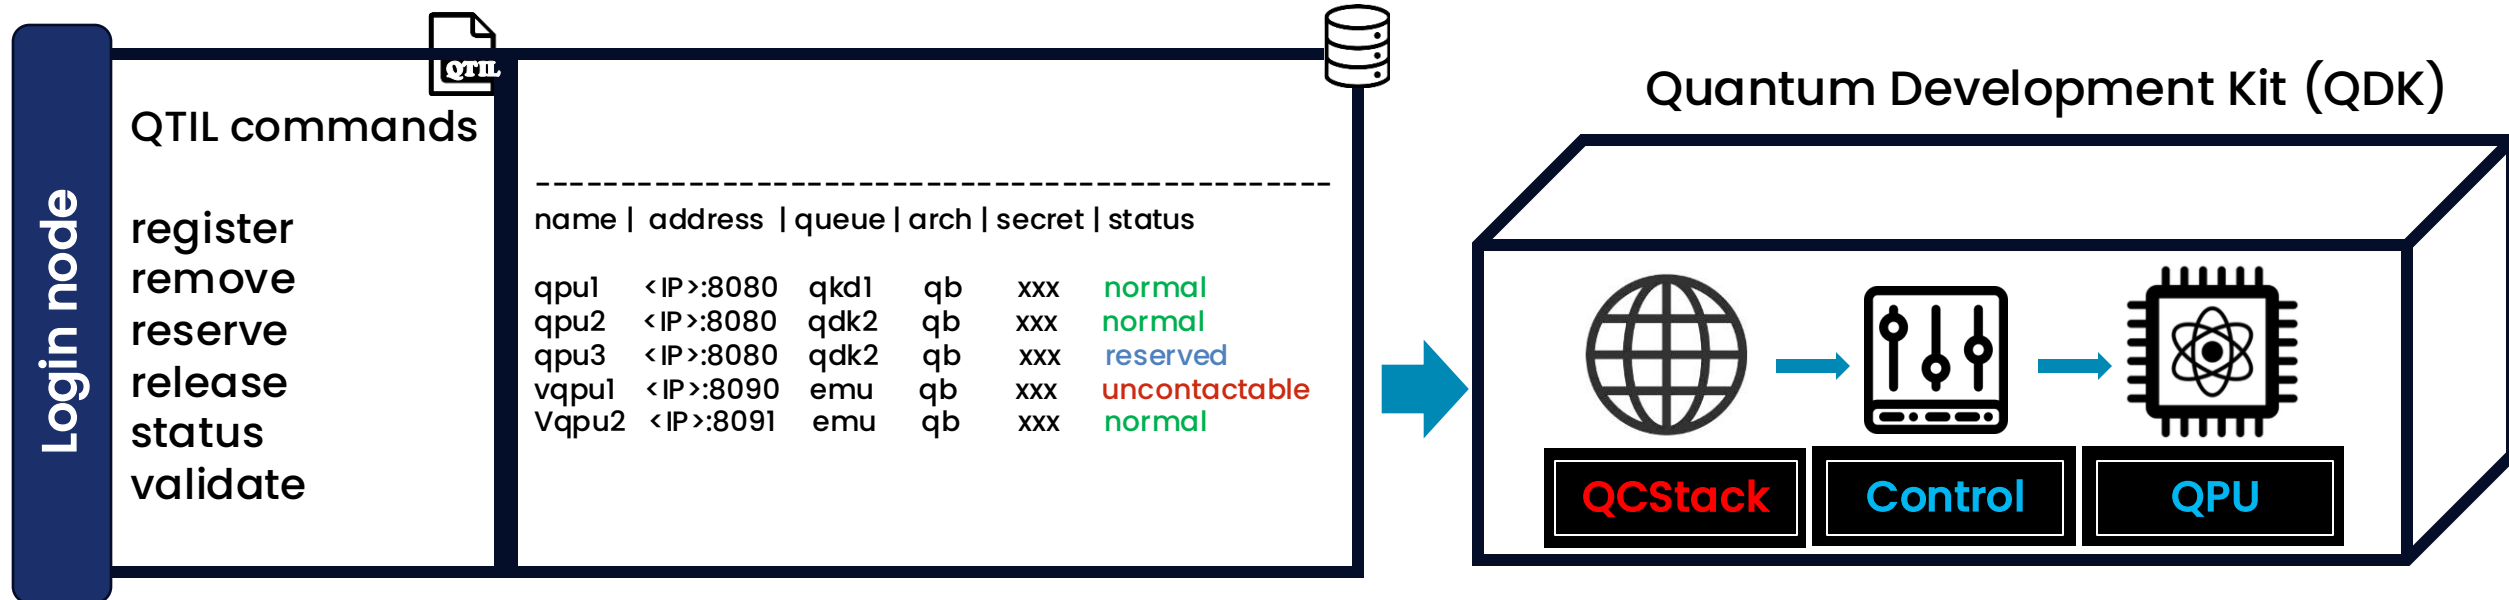 Login node
QTIL
QTIL commands
register
remove
reserve
release
status
validate
----------------------------------------------
name | address | queue | arch | secret | status
qpu1 <IP>:8080 qkd1 qb xxx normal
qpu2 <IP>:8080 qdk2 qb xxx normal
qpu3 <IP>:8080 qdk2 qb xxx reserved
vqpu1 <IP>:8090 emu qb xxx uncontactable
Vqpu2 <IP>:8091 emu qb xxx normal
Quantum Development Kit (QDK)
QCStack
Control
QPU